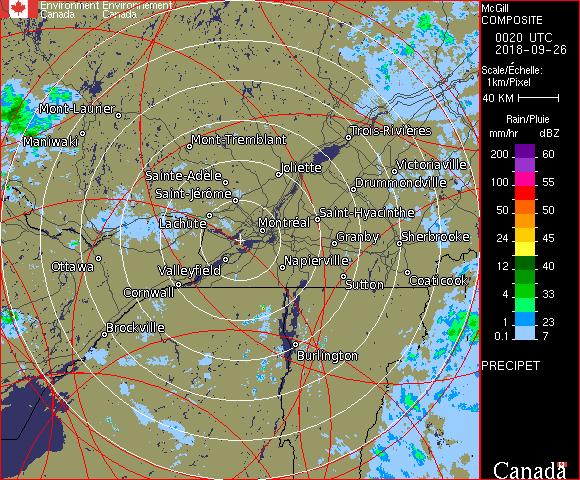 Environment Environnement
Canada Canada
McGill
COMPOSITE
0020 UTC
2018-09-26
Scale/Échelle:
1km/Pixel
40 KM
Rain/Pluie
mm/hr dBZ
200 60
150 57
100 55
50 50
24 45
12 40
4 33
1 23
0.1 7
PRECIPET
Canada
Mont-Laurier
Maniwaki
Mont-Tremblant
Trois-Rivières
Joliette
Victoriaville
Sainte-Adèle
Drummondville
Saint-Jérôme
Saint-Hyacinthe
Lachute
Montréal
Granby
Sherbrooke
Ottawa
Valleyfield
Napierville
Sutton
Coaticook
Cornwall
Brockville
Burlington